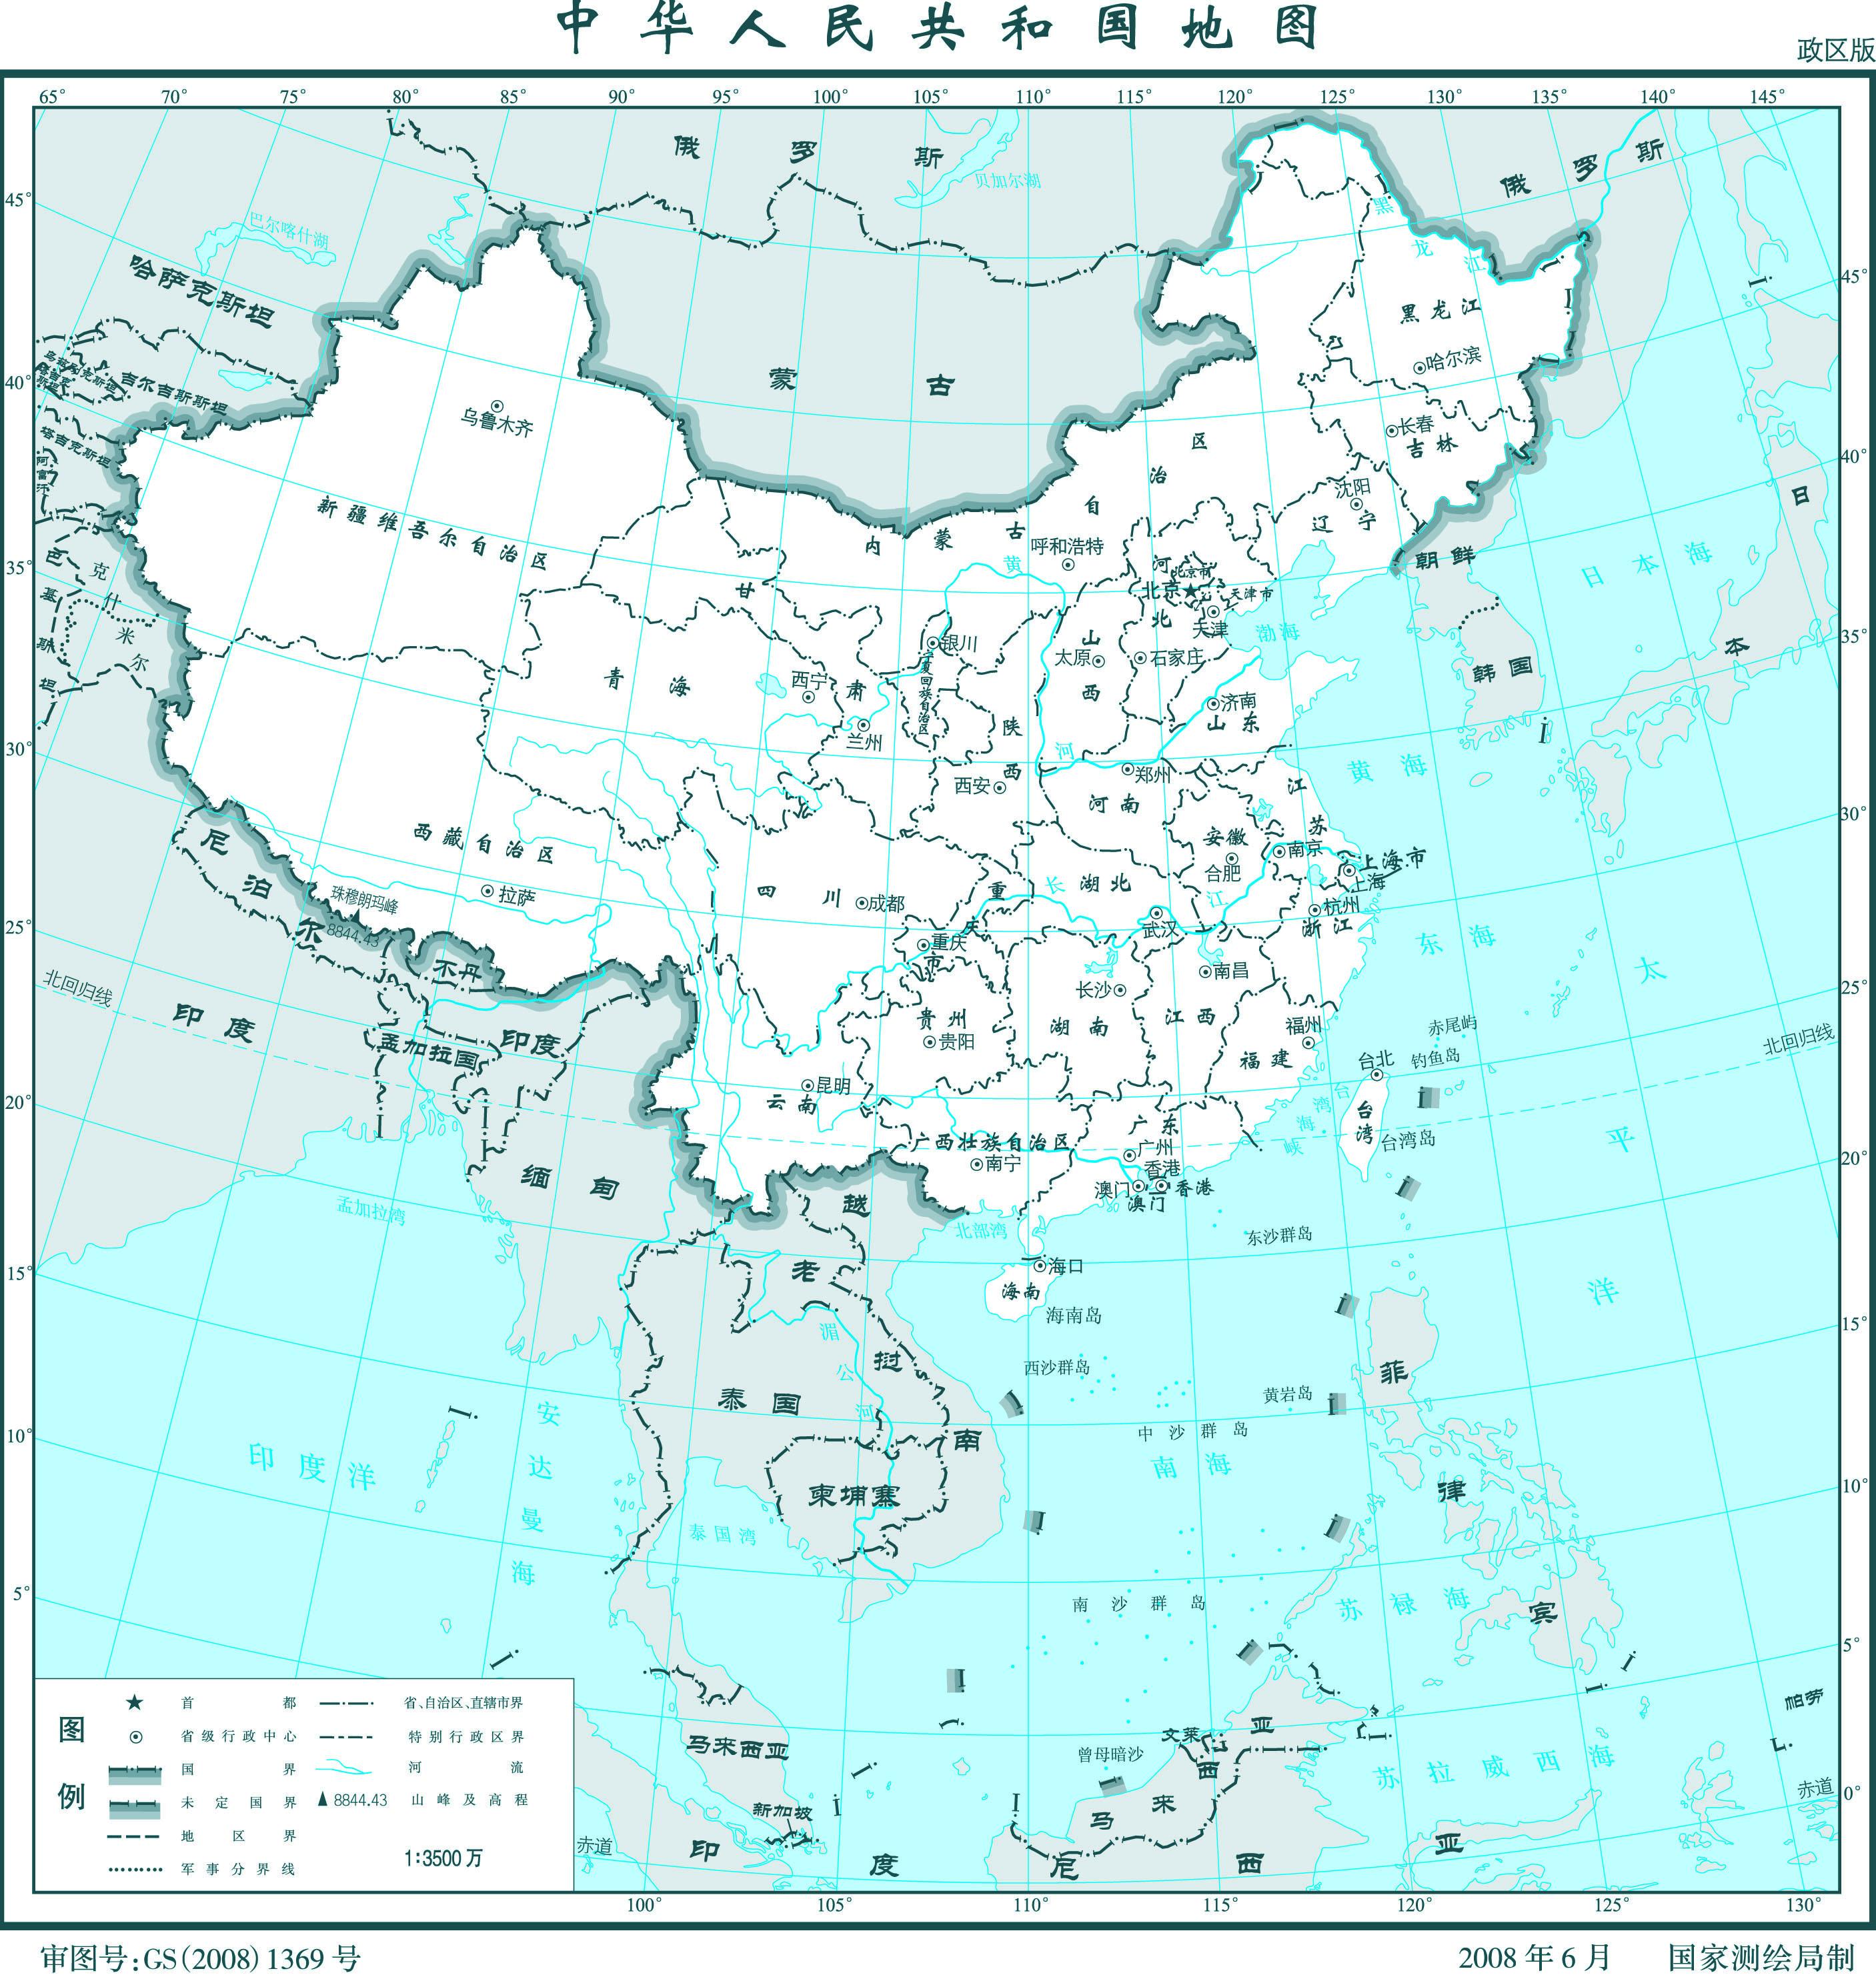 中华人民共和国地图
政区版
65° 70° 75° 80° 85° 90° 95° 100° 105° 110° 115° 120° 125° 130° 135° 140° 145°
45°
40°
35°
30°
25°
20°
15°
10°
5°
45°
40°
35°
30°
25°
20°
15°
10°
5°
0°
俄罗斯
俄罗斯
贝加尔湖
巴尔喀什湖
哈萨克斯坦
乌兹别克斯坦
吉尔吉斯斯坦
塔吉克斯坦
阿富汗
巴基斯坦
克什米尔
蒙古
黑龙江
黑龙江
哈尔滨
长春
吉林
沈阳
辽宁
朝鲜
韩国
日本
日本海
乌鲁木齐
新疆维吾尔自治区
内蒙古自治区
呼和浩特
黄河
甘肃
河北
北京市
北京
天津市
天津
渤海
银川
宁夏回族自治区
山西
太原
石家庄
青海
西宁
兰州
陕西
西安
济南
山东
郑州
河南
黄海
江苏
安徽
合肥
南京
上海市
上海
杭州
浙江
西藏自治区
拉萨
珠穆朗玛峰
8844.43
四川
成都
重庆市
重庆
长江
湖北
武汉
东海
尼泊尔
不丹
印度
印度
孟加拉国
北回归线
北回归线
贵州
贵阳
长沙
湖南
南昌
江西
福州
福建
台北
台湾
台湾岛
台湾海峡
赤尾屿
钓鱼岛
太平洋
昆明
云南
广西壮族自治区
南宁
广东
广州
香港
香港
澳门
澳门
缅甸
孟加拉湾
越南
老挝
北部湾
海口
海南
海南岛
东沙群岛
西沙群岛
中沙群岛
黄岩岛
南海
湄公河
泰国
柬埔寨
泰国湾
印度洋
安达曼海
菲律宾
南沙群岛
苏禄海
曾母暗沙
文莱
马来西亚
马来西亚
新加坡
苏拉威西海
帕劳
印度尼西亚
赤道
赤道
图例
首都
省、自治区、直辖市界
省级行政中心
特别行政区界
国界
河流
未定国界
8844.43 山峰及高程
地区界
军事分界线
1:3500万
100° 105° 110° 115° 120° 125° 130°
审图号:GS(2008)1369号
2008年6月 国家测绘局制